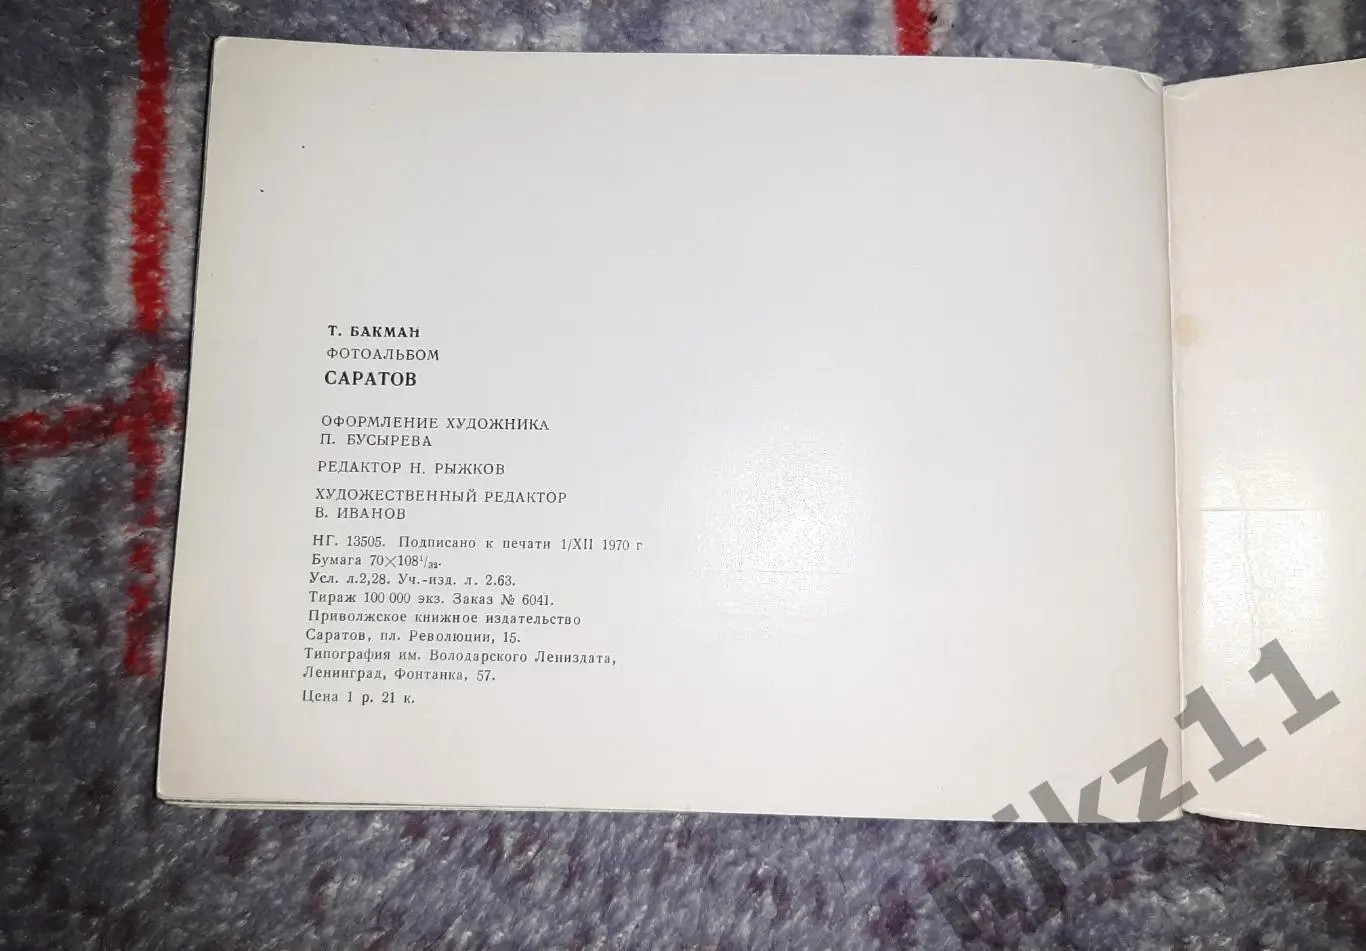 Т. БАКМАН
ФОТОАЛЬБОМ
САРАТОВ
ОФОРМЛЕНИЕ ХУДОЖНИКА
П. БУСЫРЕВА
РЕДАКТОР Н. РЫЖКОВ
ХУДОЖЕСТВЕННЫЙ РЕДАКТОР
В. ИВАНОВ
НГ. 13505. Подписано к печати 1/XII 1970 г
Бумага 70×108¹/₃₂.
Усл. л.2,28. Уч.-изд. л. 2.63.
Тираж 100 000 экз. Заказ № 6041.
Приволжское книжное издательство
Саратов, пл. Революции, 15.
Типография им. Володарского Лениздата,
Ленинград, Фонтанка, 57.
Цена 1 р. 21 к.
njkz11